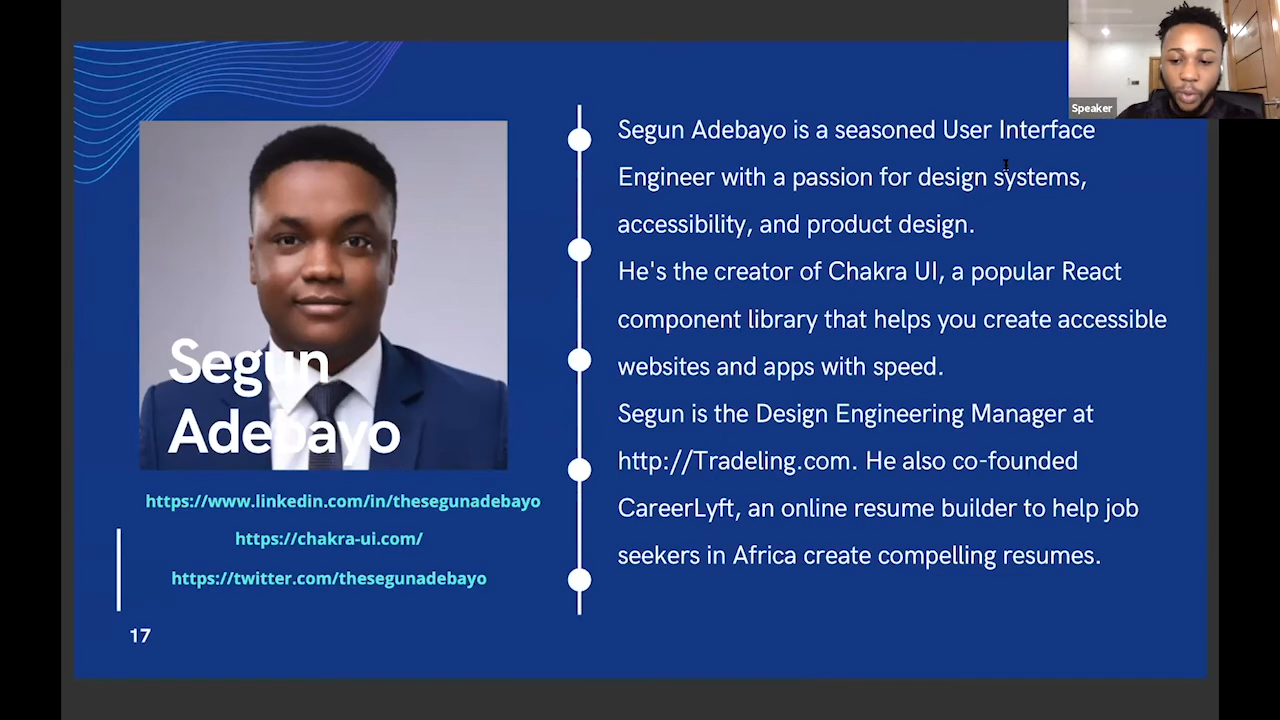 Speaker
Segun Adebayo is a seasoned User Interface
Engineer with a passion for design systems,
accessibility, and product design.
He's the creator of Chakra UI, a popular React
component library that helps you create accessible
websites and apps with speed.
Segun is the Design Engineering Manager at
http://Tradeling.com. He also co-founded
CareerLyft, an online resume builder to help job
seekers in Africa create compelling resumes.
Segun
Adebayo
https://www.linkedin.com/in/thesegunadebayo
https://chakra-ui.com/
https://twitter.com/thesegunadebayo
17